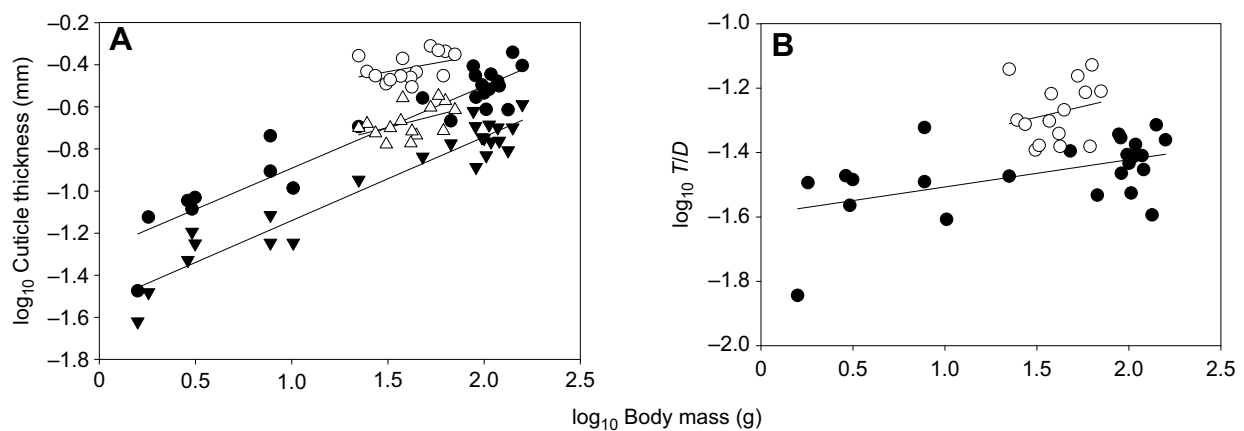 A
log10 Cuticle thickness (mm)
–0.2
–0.4
–0.6
–0.8
–1.0
–1.2
–1.4
–1.6
–1.8
0 0.5 1.0 1.5 2.0 2.5
B
log10 T/D
–1.0
–1.2
–1.4
–1.6
–1.8
–2.0
0 0.5 1.0 1.5 2.0 2.5
log10 Body mass (g)